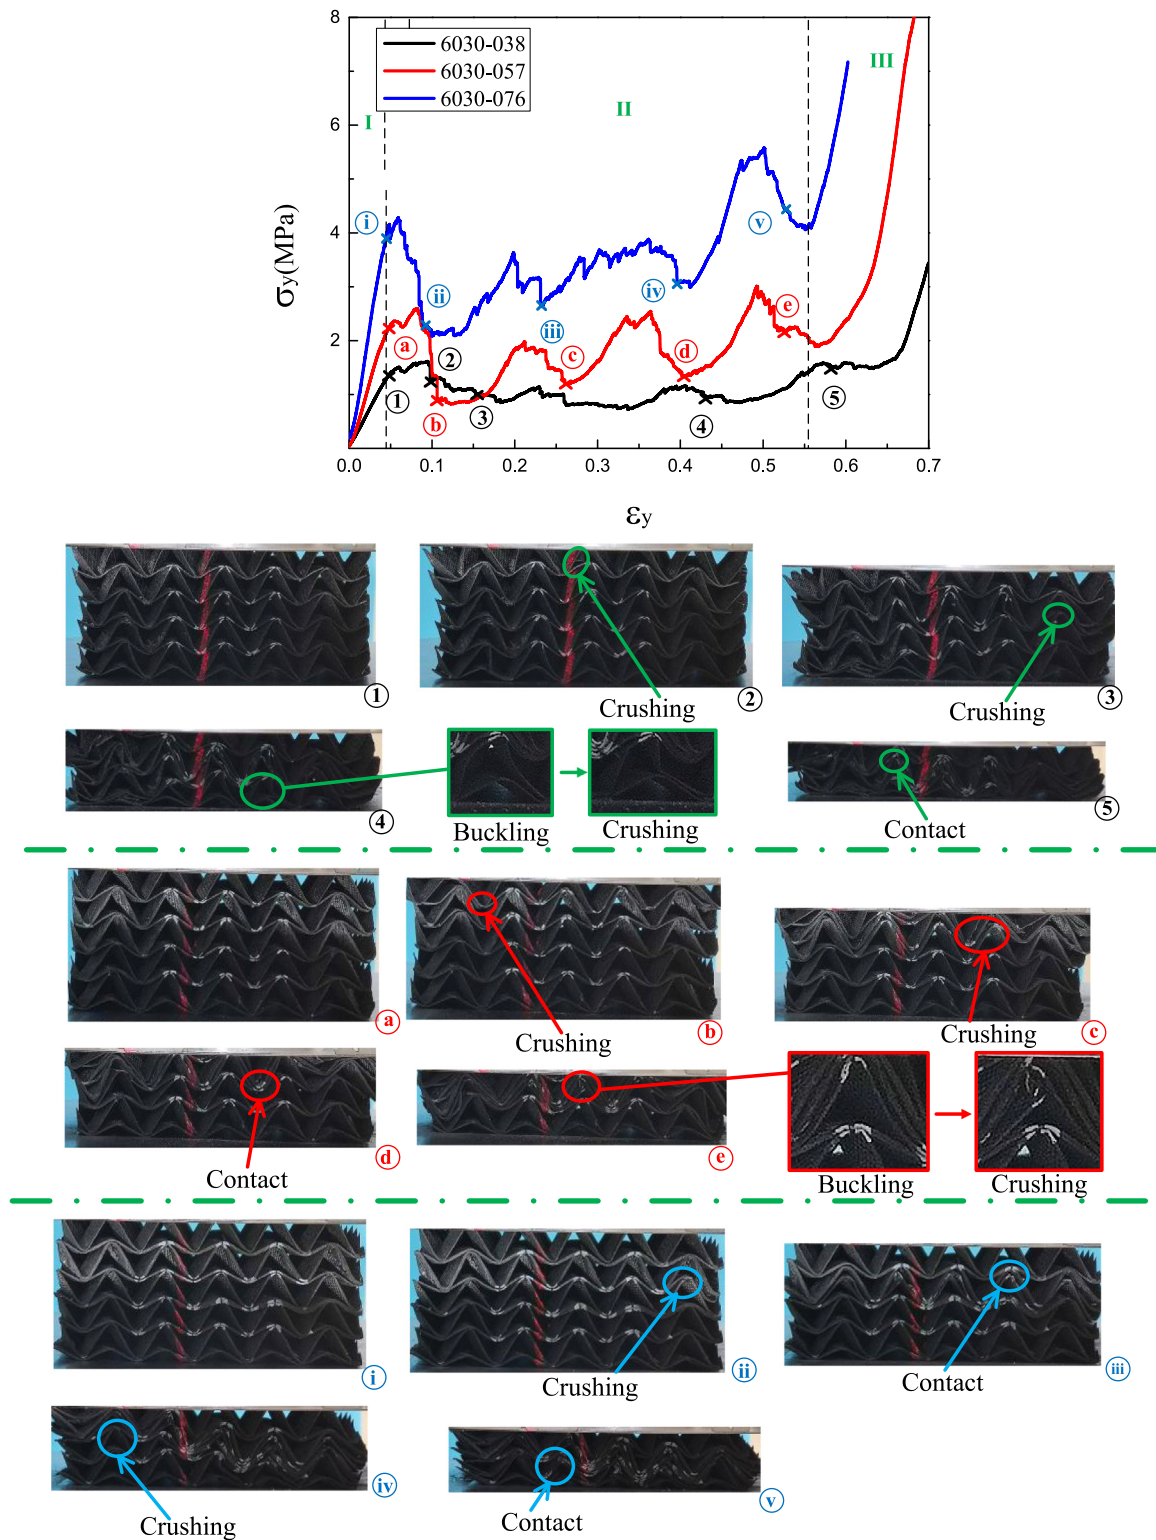 8
6030-038
6030-057
6030-076
III
II
I
6
σy(MPa)
4
i
v
ii
iv
iii
2
a
2
c
d
e
1
b
3
4
5
0.0 0.1 0.2 0.3 0.4 0.5 0.6 0.7
εy
1
Crushing
2
Crushing
3
4
Buckling
Crushing
Contact
5
a
Crushing
b
Crushing
c
Contact
d
e
Buckling
Crushing
i
Crushing
ii
Contact
iii
Crushing
iv
Contact
v